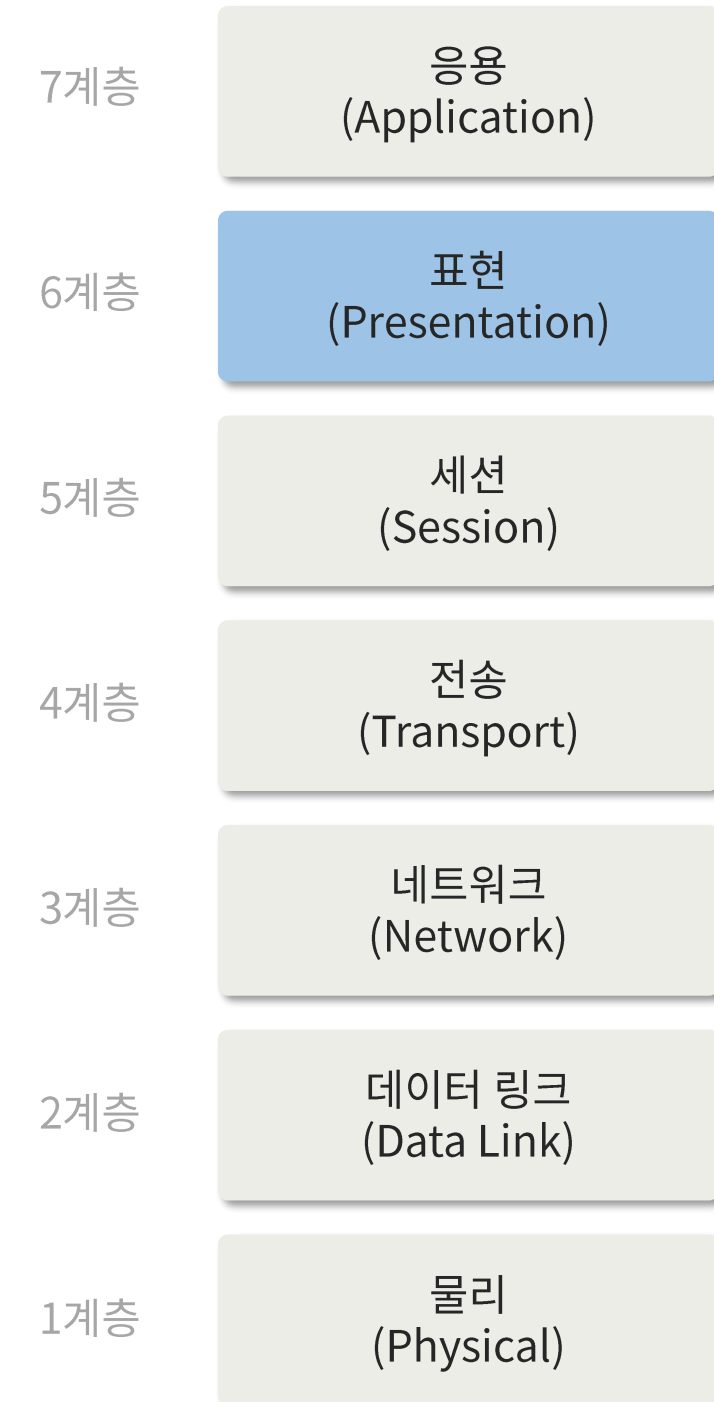 7계층
응용
(Application)
6계층
표현
(Presentation)
5계층
세션
(Session)
4계층
전송
(Transport)
3계층
네트워크
(Network)
2계층
데이터 링크
(Data Link)
1계층
물리
(Physical)